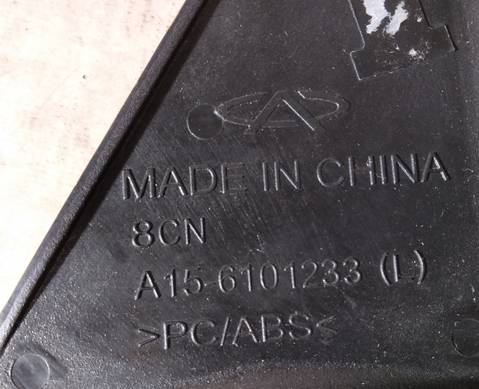 MADE IN CHINA
8CN
A15-6101233 (L)
>PC/ABS<